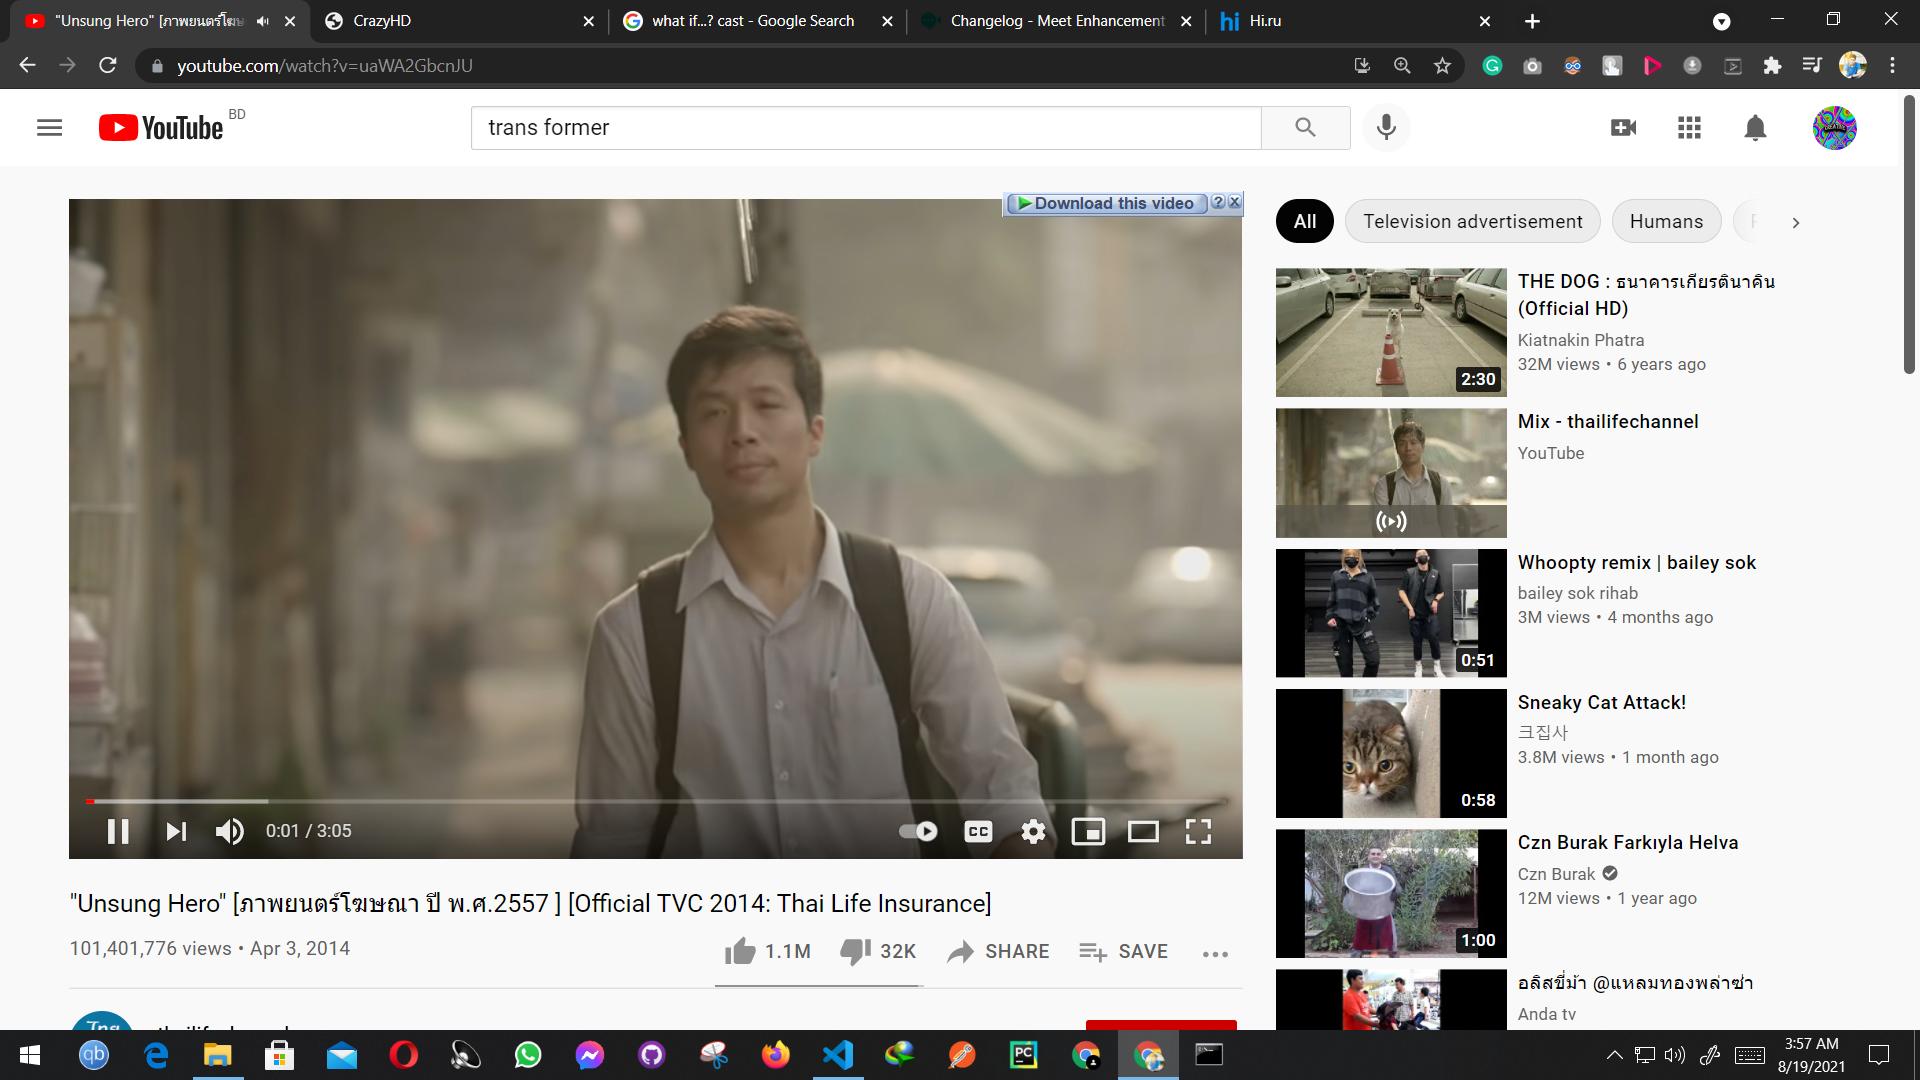 "Unsung Hero" [ภาพยนตร์โฆษ
CrazyHD
what if...? cast - Google Search
Changelog - Meet Enhancement
Hi.ru
youtube.com/watch?v=uaWA2GbcnJU
YouTube BD
trans former
Download this video
All
Television advertisement
Humans
THE DOG : ธนาคารเกียรตินาคิน
(Official HD)
Kiatnakin Phatra
32M views • 6 years ago
2:30
Mix - thailifechannel
YouTube
Whoopty remix | bailey sok
bailey sok rihab
3M views • 4 months ago
0:51
Sneaky Cat Attack!
크집사
3.8M views • 1 month ago
0:58
Czn Burak Farkıyla Helva
Czn Burak
12M views • 1 year ago
1:00
อลิสขี่ม้า @แหลมทองพล่าซ่า
Anda tv
0:01 / 3:05
CC
"Unsung Hero" [ภาพยนตร์โฆษณา ปี พ.ศ.2557 ] [Official TVC 2014: Thai Life Insurance]
101,401,776 views • Apr 3, 2014
1.1M
32K
SHARE
SAVE
qb
PC
3:57 AM
8/19/2021